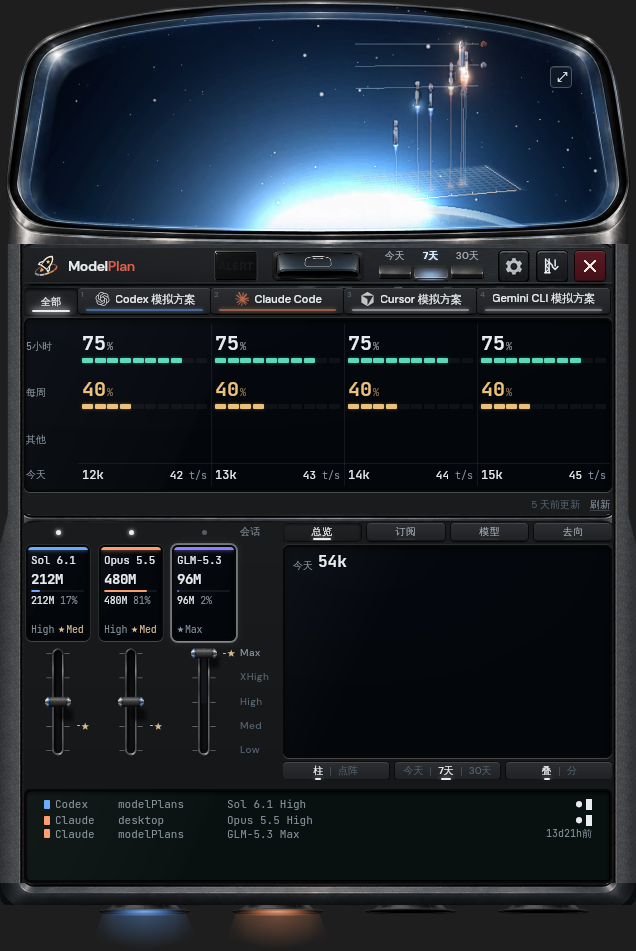 ModelPlan ALERT 今天 7天 30天
全部 1 Codex 模拟方案 2 Claude Code 3 Cursor 模拟方案 4 Gemini CLI 模拟方案
5小时 75% 75% 75% 75%
每周 40% 40% 40% 40%
其他
今天 12k 42 t/s 13k 43 t/s 14k 44 t/s 15k 45 t/s
5 天前更新 刷新
会话 总览 订阅 模型 去向
Sol 6.1 Opus 5.5 GLM-5.3
212M 480M 96M
212M 17% 480M 81% 96M 2%
High ★Med High ★Med ★Max
今天 54k
-★ Max
XHigh
High
-★ -★ Med
Low
柱 | 点阵 今天 | 7天 | 30天 叠 | 分
Codex modelPlans Sol 6.1 High
Claude desktop Opus 5.5 High
Claude modelPlans GLM-5.3 Max 13d21h前